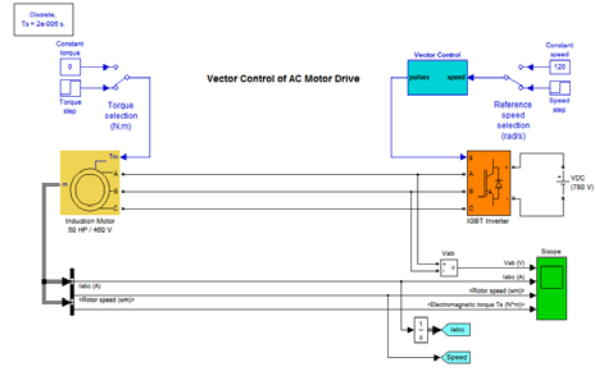 Discrete,
Ts = 2e-006 s.
Constant
torque
0
Torque
step
Torque
selection
(N.m)
Vector Control of AC Motor Drive
Vector Control
pulses speed
Constant
speed
120
Speed
step
Reference
speed
selection
(rad/s)
Tm
m
A
B
C
Induction Motor
50 HP / 460 V
g
A
B
C
+
-
IGBT Inverter
+
VDC
(780 V)
Vab
+
-
v
Vab (V)
Iabc (A)
<Rotor speed (wm)>
<Electromagnetic torque Te (N*m)>
Scope
Iabc (A)
<Rotor speed (wm)>
1
z
Iabc
Speed